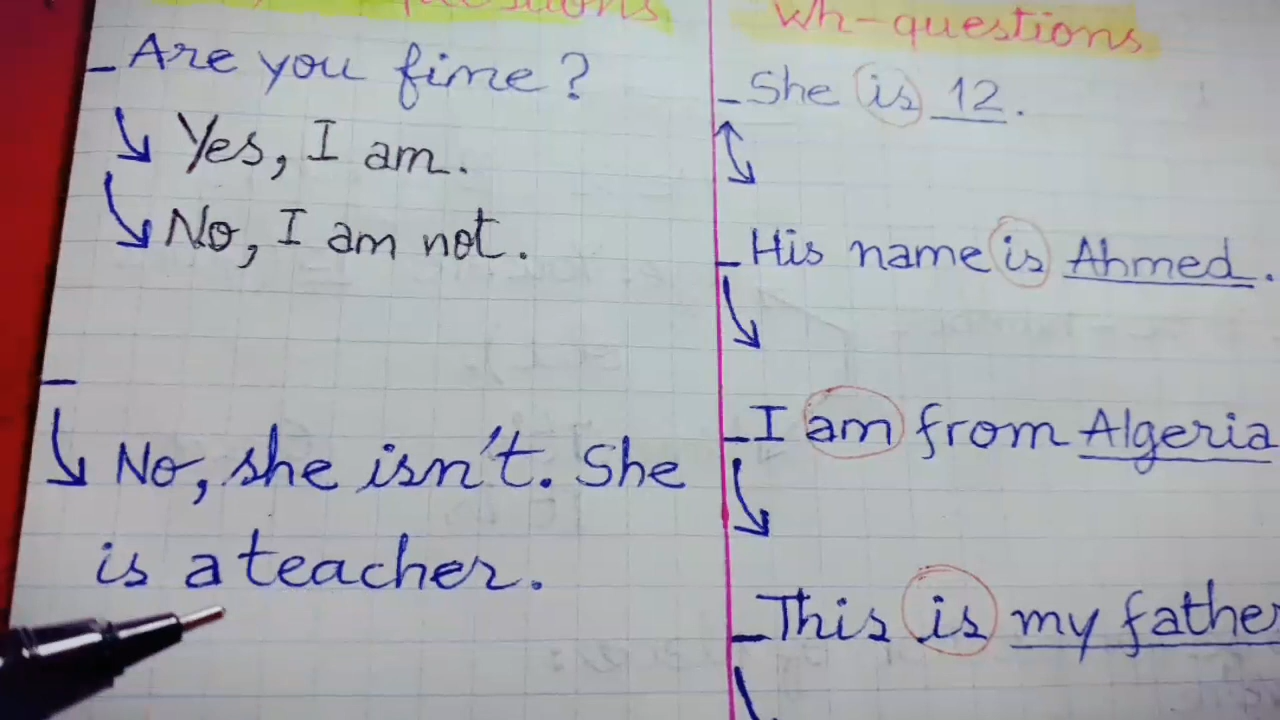 questions
Are you fine?
Yes, I am.
No, I am not.
No, she isn't. She
is a teacher.
Wh-questions
She is 12.
His name is Ahmed.
I am from Algeria
This is my father